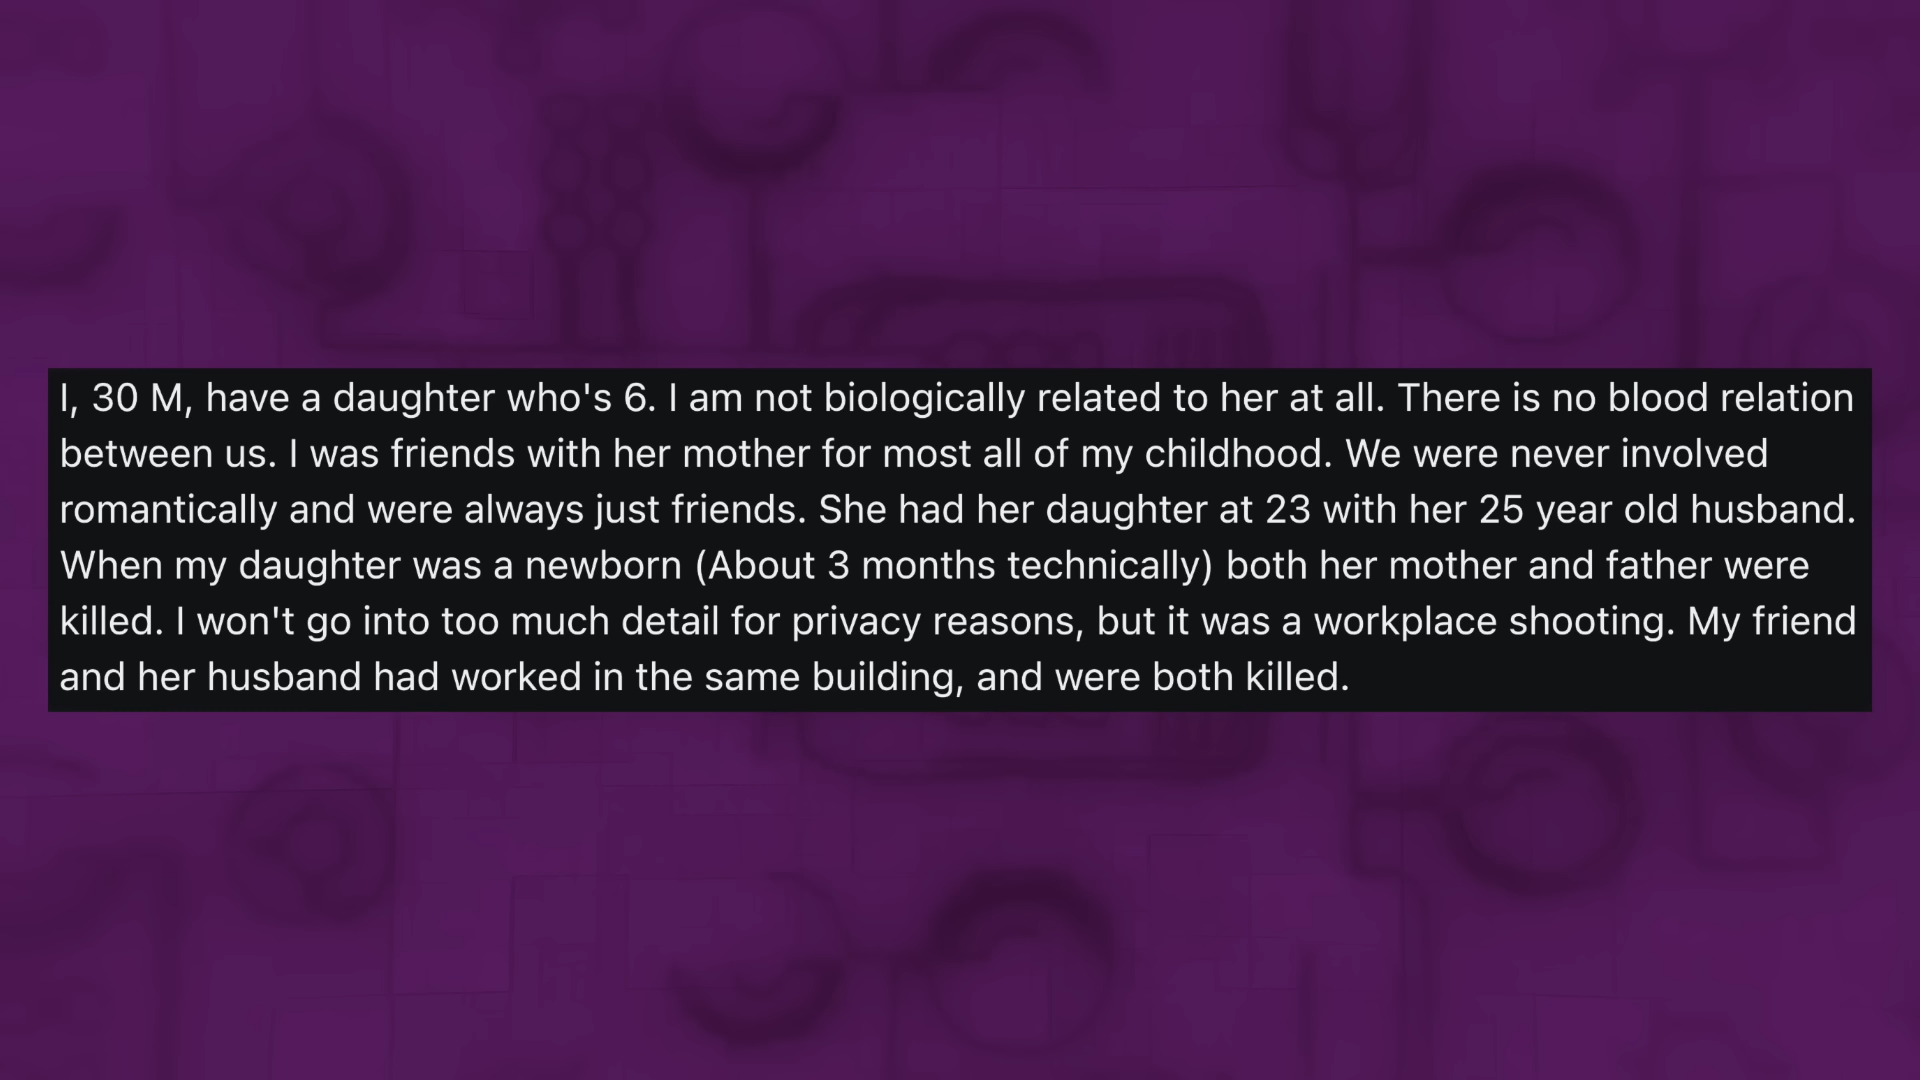 I, 30 M, have a daughter who's 6. I am not biologically related to her at all. There is no blood relation
between us. I was friends with her mother for most all of my childhood. We were never involved
romantically and were always just friends. She had her daughter at 23 with her 25 year old husband.
When my daughter was a newborn (About 3 months technically) both her mother and father were
killed. I won't go into too much detail for privacy reasons, but it was a workplace shooting. My friend
and her husband had worked in the same building, and were both killed.